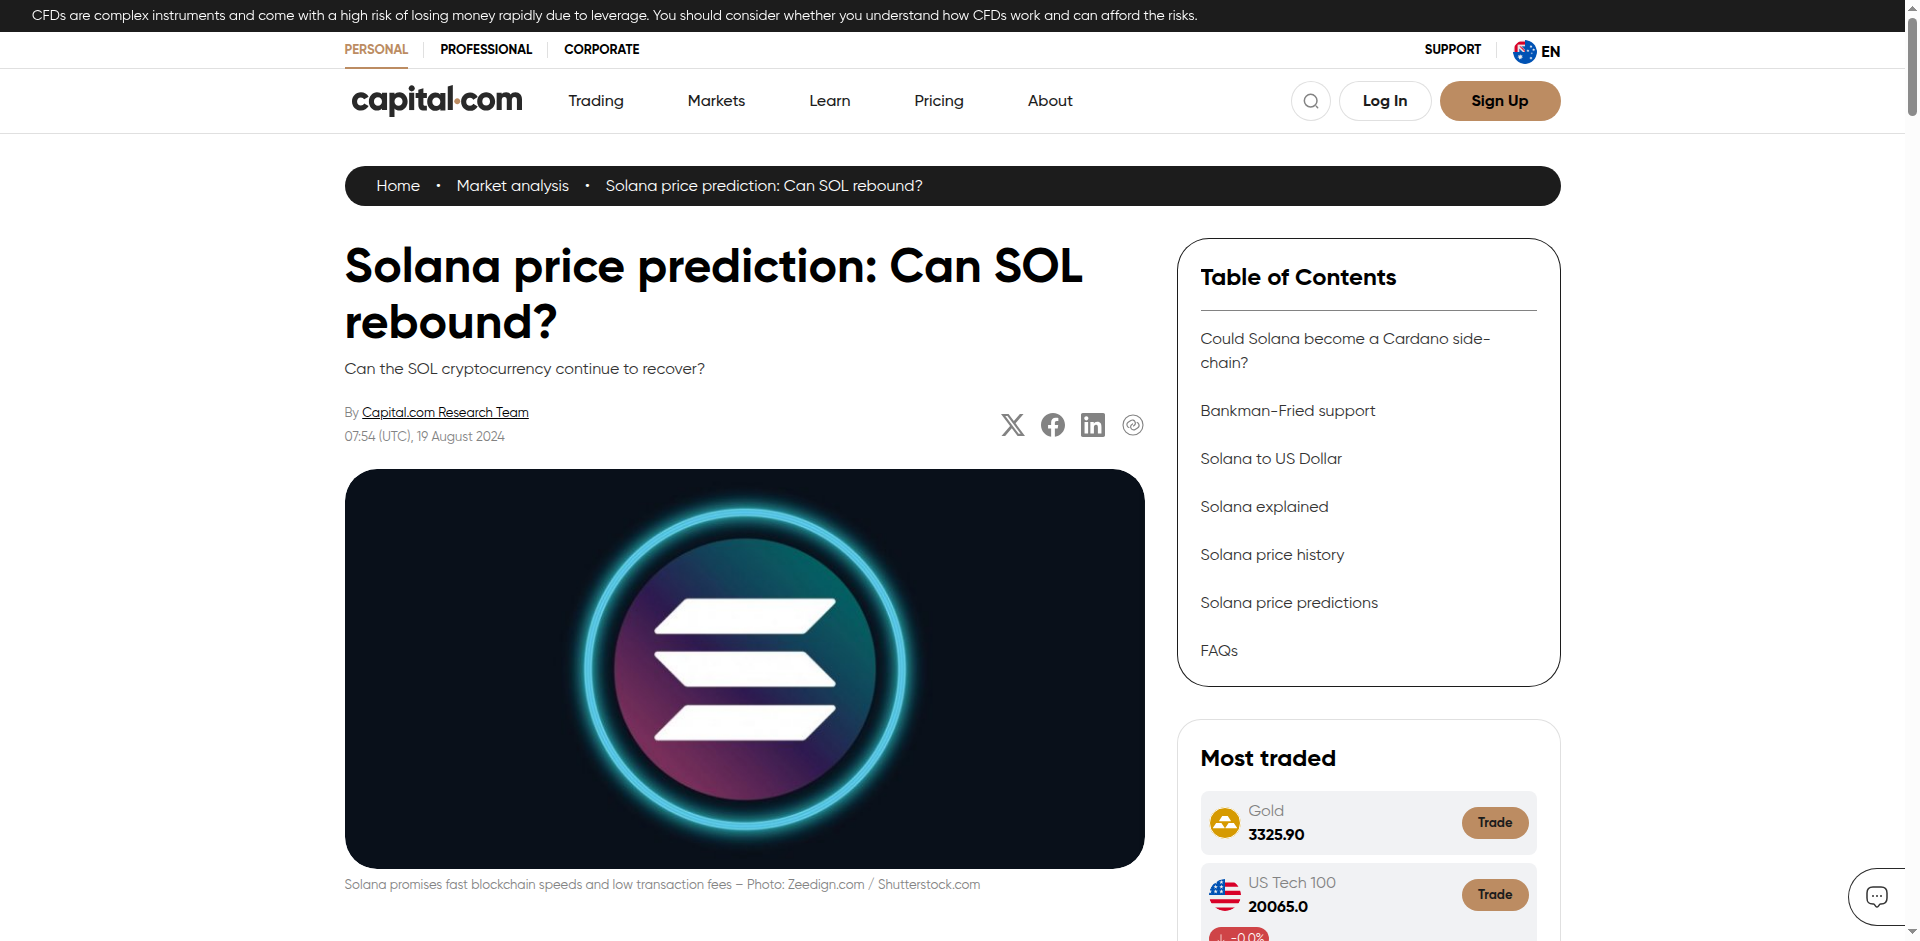 CFDs are complex instruments and come with a high risk of losing money rapidly due to leverage. You should consider whether you understand how CFDs work and can afford the risks.
PERSONAL
PROFESSIONAL
CORPORATE
SUPPORT
EN
capital.com
Trading
Markets
Learn
Pricing
About
Log In
Sign Up
Home • Market analysis • Solana price prediction: Can SOL rebound?
Solana price prediction: Can SOL
rebound?
Can the SOL cryptocurrency continue to recover?
By Capital.com Research Team
07:54 (UTC), 19 August 2024
Solana promises fast blockchain speeds and low transaction fees – Photo: Zeedign.com / Shutterstock.com
Table of Contents
Could Solana become a Cardano side-
chain?
Bankman-Fried support
Solana to US Dollar
Solana explained
Solana price history
Solana price predictions
FAQs
Most traded
Gold
3325.90
Trade
US Tech 100
20065.0
Trade
-0.0%